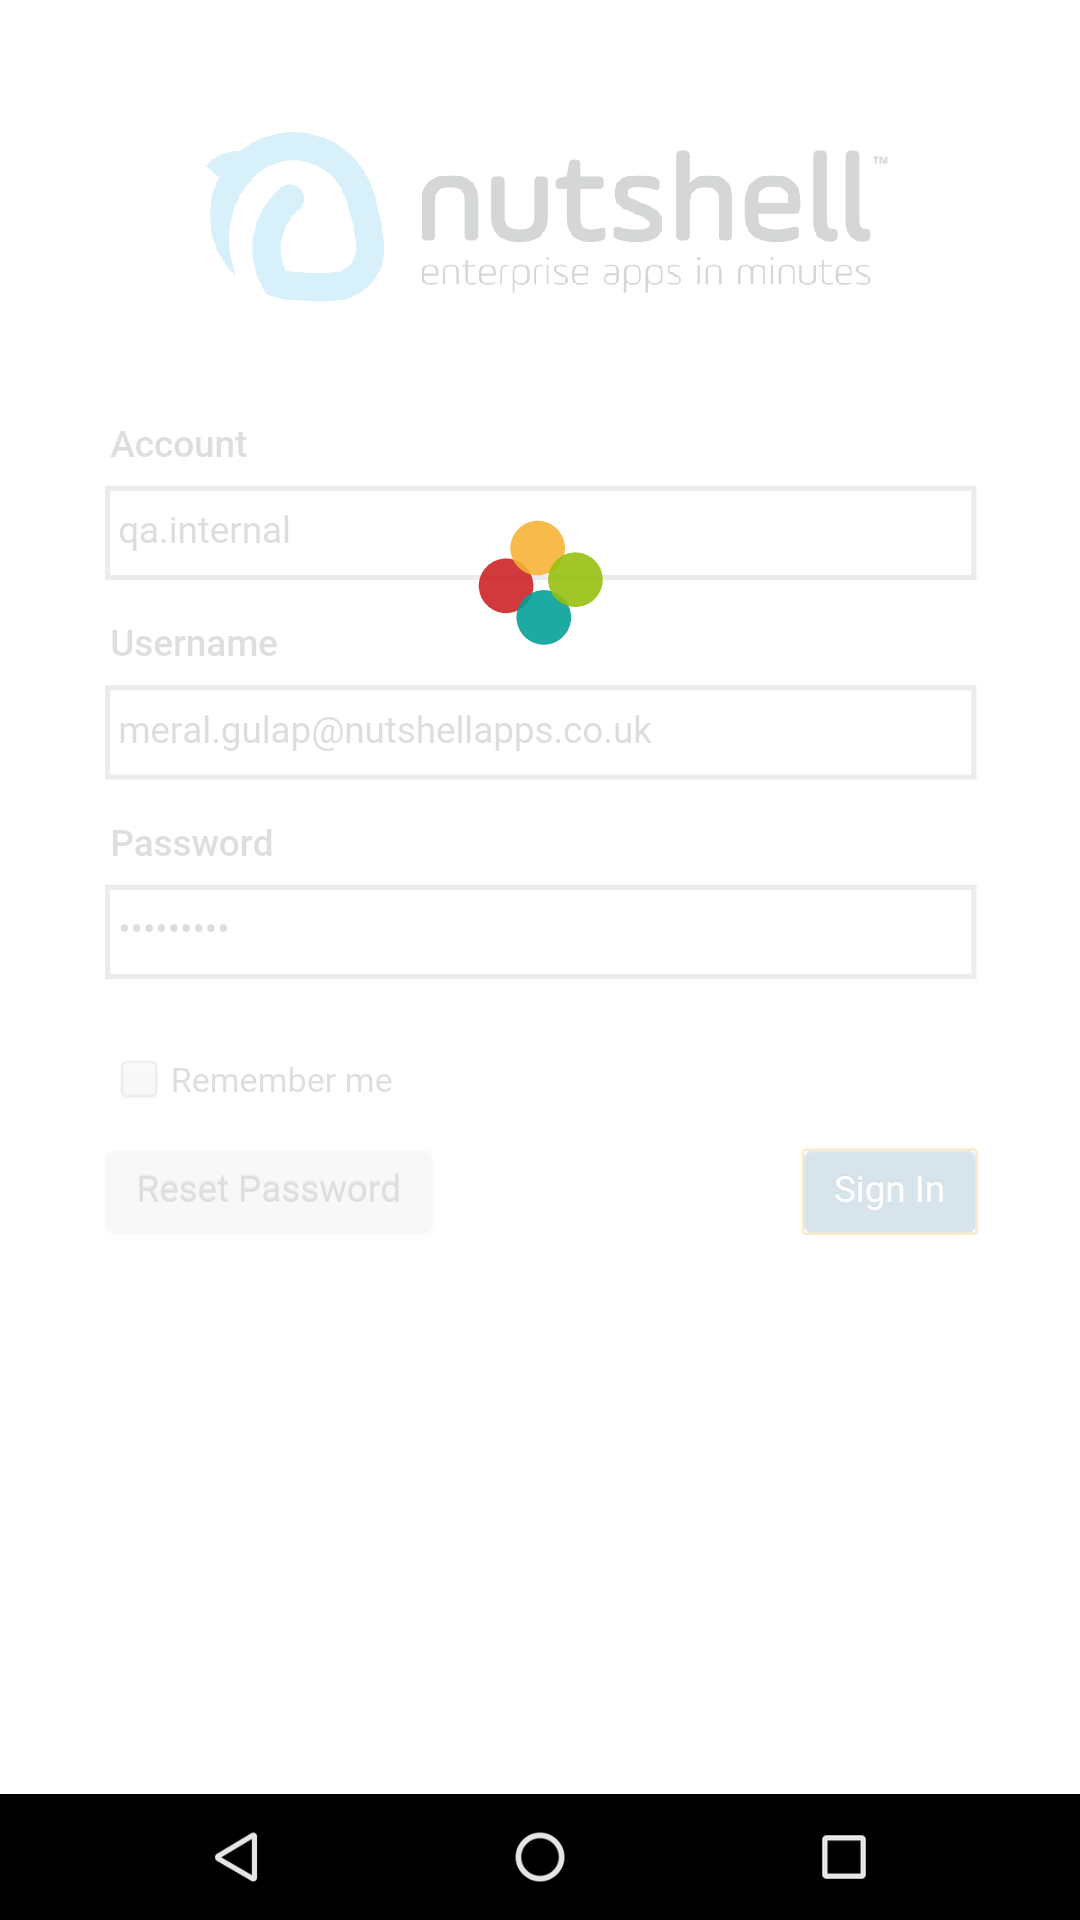 nutshell™
enterprise apps in minutes
Account
qa.internal
Username
meral.gulap@nutshellapps.co.uk
Password
•••••••••
Remember me
Reset Password
Sign In